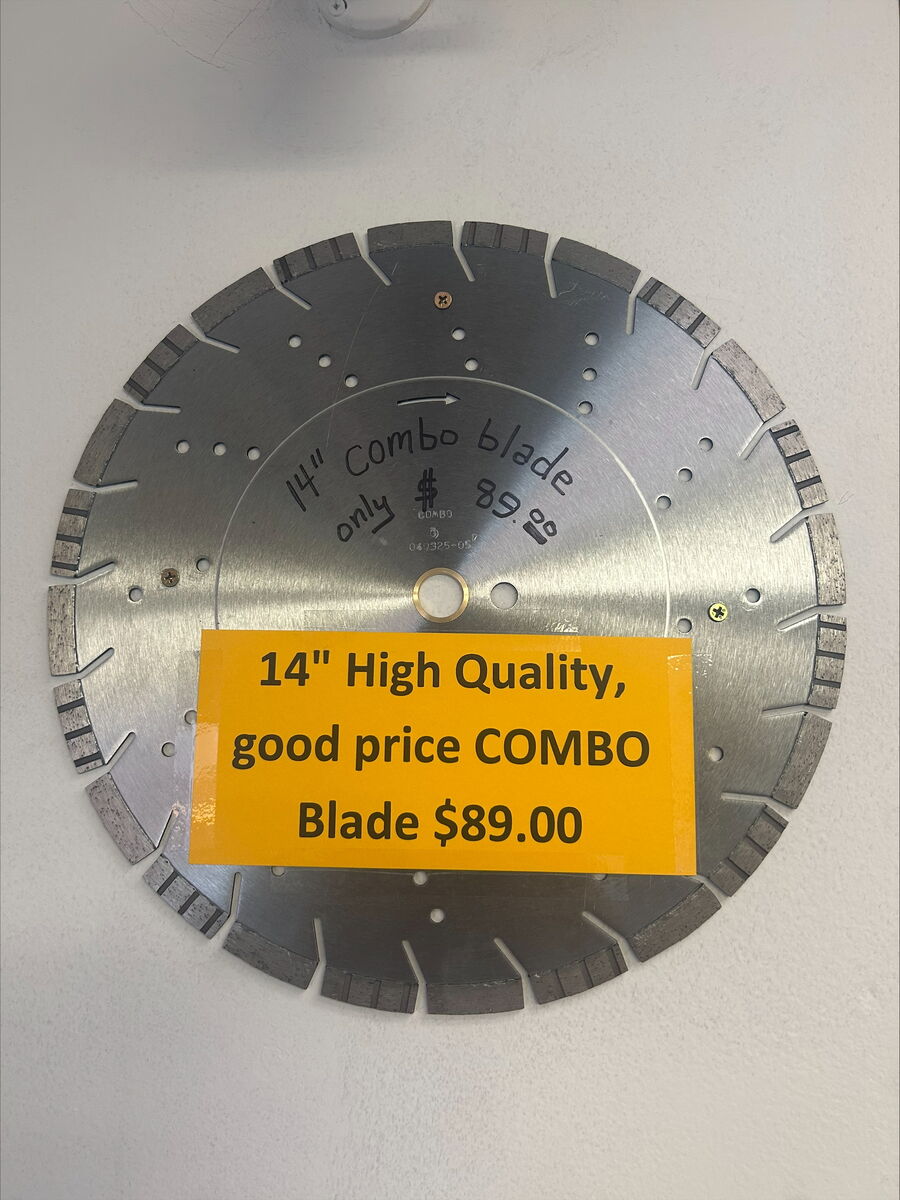 14" combo blade
only $ 89.00
COMBO
14" High Quality,
good price COMBO
Blade $89.00